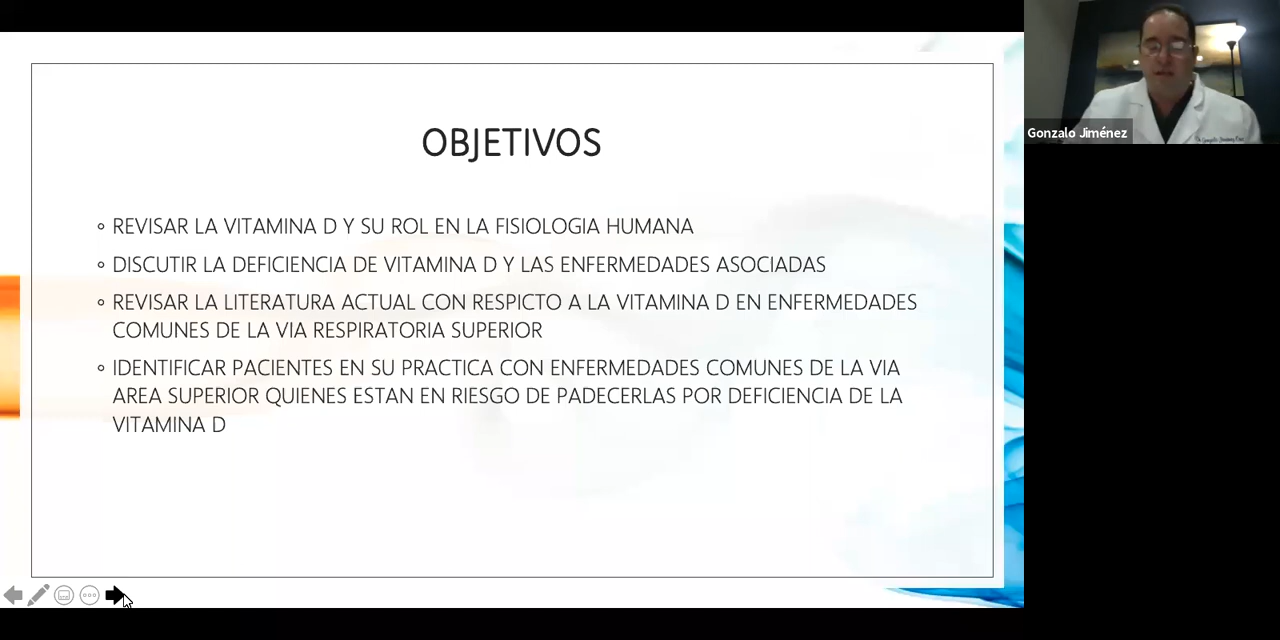 OBJETIVOS
◦ REVISAR LA VITAMINA D Y SU ROL EN LA FISIOLOGIA HUMANA
◦ DISCUTIR LA DEFICIENCIA DE VITAMINA D Y LAS ENFERMEDADES ASOCIADAS
◦ REVISAR LA LITERATURA ACTUAL CON RESPICTO A LA VITAMINA D EN ENFERMEDADES
COMUNES DE LA VIA RESPIRATORIA SUPERIOR
◦ IDENTIFICAR PACIENTES EN SU PRACTICA CON ENFERMEDADES COMUNES DE LA VIA
AREA SUPERIOR QUIENES ESTAN EN RIESGO DE PADECERLAS POR DEFICIENCIA DE LA
VITAMINA D
Gonzalo Jiménez